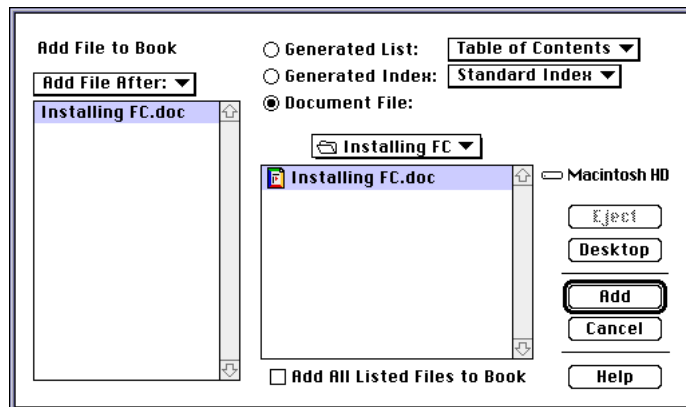 Add File to Book
Add File After:
Installing FC.doc
Generated List: Table of Contents
Generated Index: Standard Index
Document File:
Installing FC
Installing FC.doc
Macintosh HD
Eject
Desktop
Add
Cancel
Help
Add All Listed Files to Book